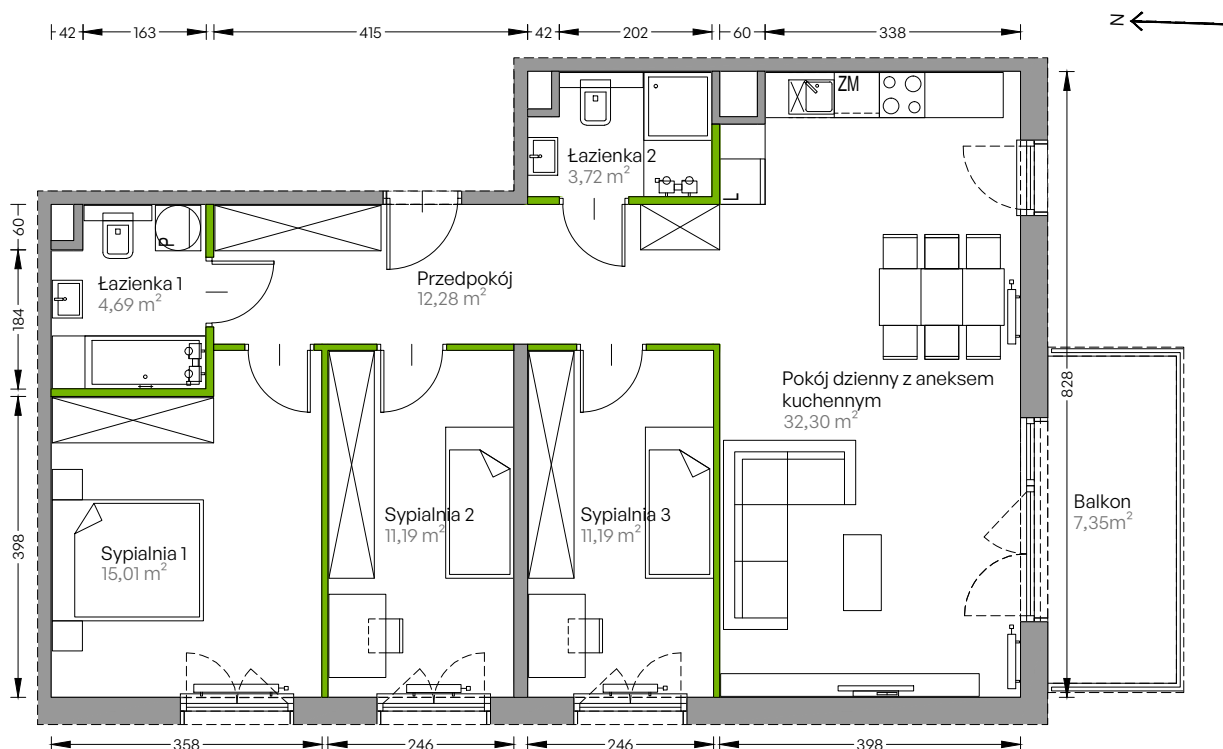 N
42
163
415
42
202
60
338
ZM
Łazienka 2
3,72 m²
L
60
P
Łazienka 1
4,69 m²
Przedpokój
12,28 m²
184
Pokój dzienny z aneksem
kuchennym
32,30 m²
828
398
Sypialnia 1
15,01 m²
Sypialnia 2
11,19 m²
Sypialnia 3
11,19 m²
Balkon
7,35m²
358
246
246
398